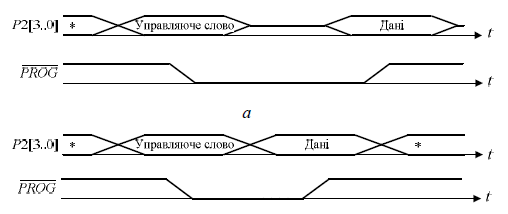 P2[3..0] * Управляюче слово Дані t
PROG t
а
P2[3..0] * Управляюче слово Дані * t
PROG t